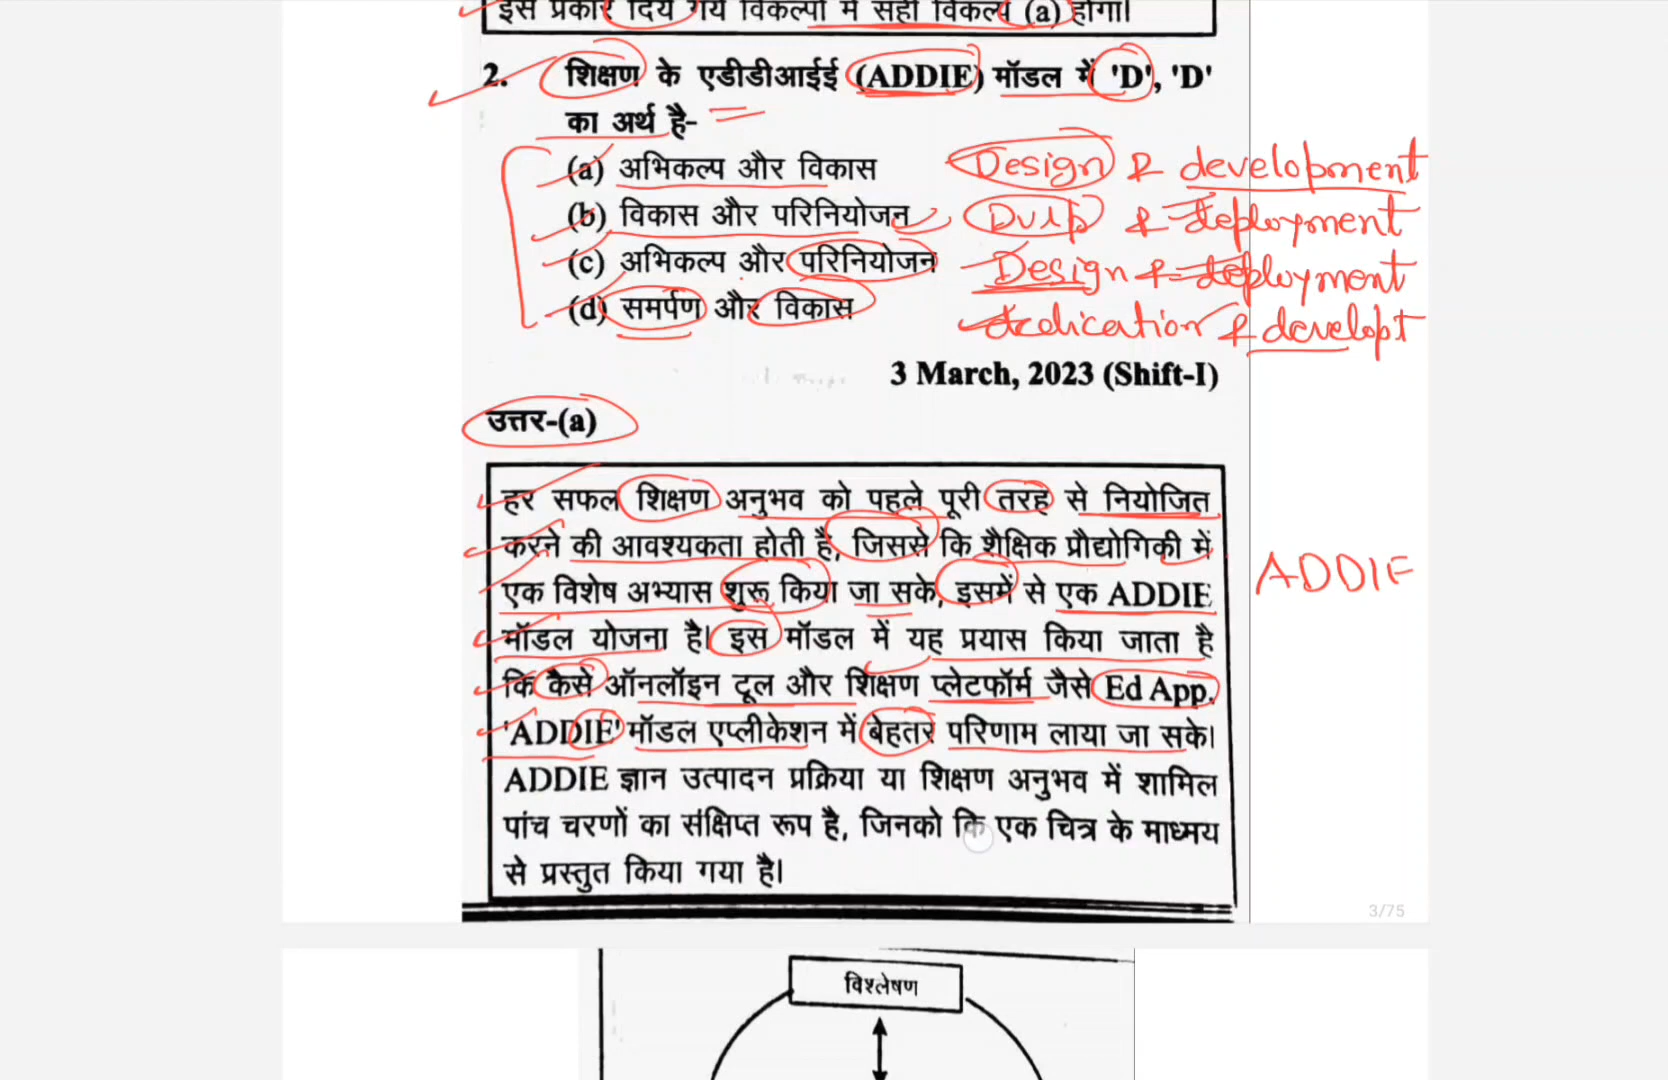 इस प्रकार दिये गये विकल्पों में सही विकल्प (a) होगा।
2. शिक्षण के एडीडीआईई (ADDIE) मॉडल में 'D', 'D'
का अर्थ है-
(a) अभिकल्प और विकास Design & development
(b) विकास और परिनियोजन Dvlp & deployment
(c) अभिकल्प और परिनियोजन Design & deployment
(d) समर्पण और विकास dedication & developt
3 March, 2023 (Shift-I)
उत्तर-(a)
हर सफल शिक्षण अनुभव को पहले पूरी तरह से नियोजित
करने की आवश्यकता होती है, जिससे कि शैक्षिक प्रौद्योगिकी में
एक विशेष अभ्यास शुरू किया जा सके, इसमें से एक ADDIE ADDIE
मॉडल योजना है। इस मॉडल में यह प्रयास किया जाता है
कि कैसे ऑनलॉइन टूल और शिक्षण प्लेटफॉर्म जैसे Ed App.
'ADDIE' मॉडल एप्लीकेशन में बेहतर परिणाम लाया जा सके।
ADDIE ज्ञान उत्पादन प्रक्रिया या शिक्षण अनुभव में शामिल
पांच चरणों का संक्षिप्त रूप है, जिनको कि एक चित्र के माध्मय
से प्रस्तुत किया गया है।
3/75
विश्लेषण